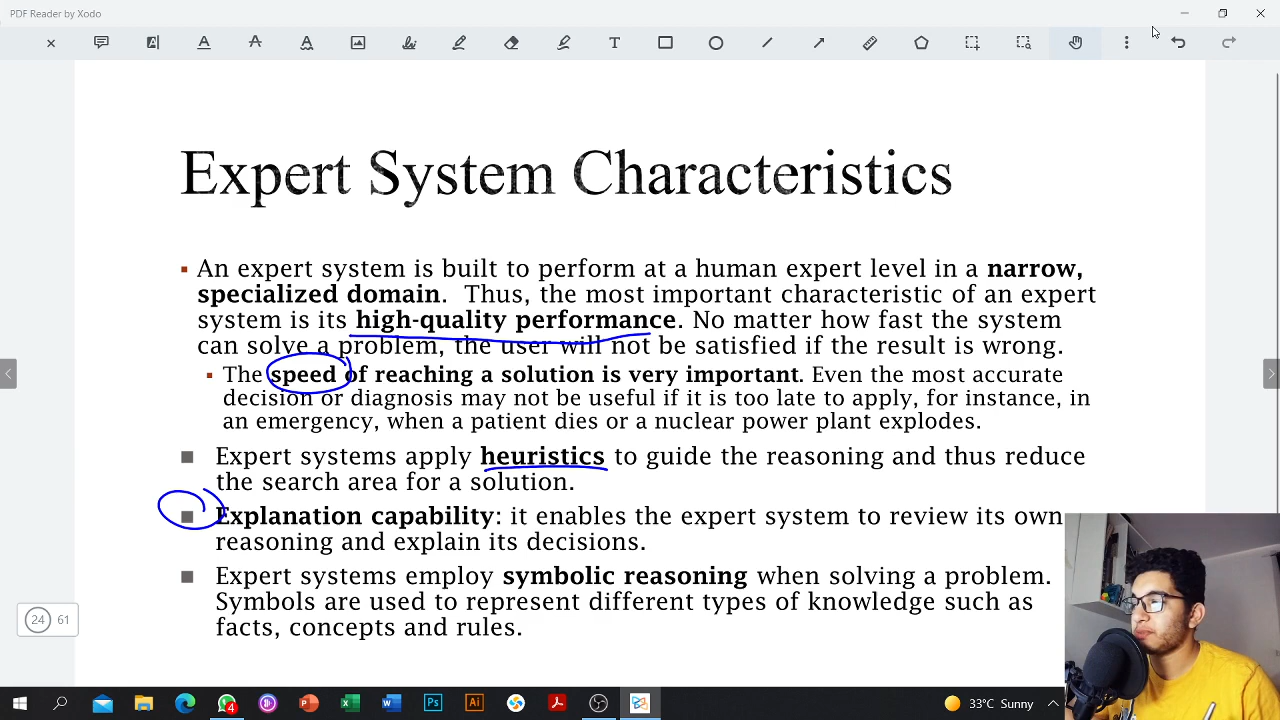 PDF Reader by Xodo
Expert System Characteristics
▪ An expert system is built to perform at a human expert level in a narrow,
specialized domain. Thus, the most important characteristic of an expert
system is its high-quality performance. No matter how fast the system
can solve a problem, the user will not be satisfied if the result is wrong.
▪ The speed of reaching a solution is very important. Even the most accurate
decision or diagnosis may not be useful if it is too late to apply, for instance, in
an emergency, when a patient dies or a nuclear power plant explodes.
■ Expert systems apply heuristics to guide the reasoning and thus reduce
the search area for a solution.
■ Explanation capability: it enables the expert system to review its own
reasoning and explain its decisions.
■ Expert systems employ symbolic reasoning when solving a problem.
Symbols are used to represent different types of knowledge such as
facts, concepts and rules.
24 61
4
33°C Sunny